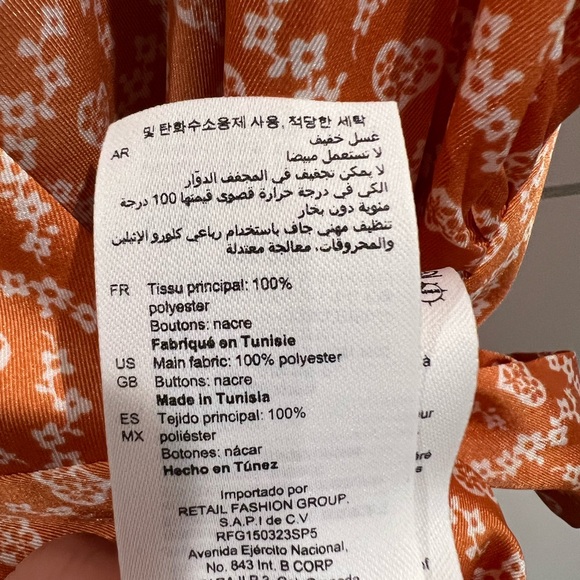 및 탄화수소용제 사용, 적당한 세탁
AR
غسل خفيف
لا تستعمل مبيضا
لا يمكن تجفيف في المجفف الدوّار
الكي في درجة حرارة قصوى قيمتها 100 درجة
مئوية دون بخار
تنظيف مهني جاف باستخدام رباعي كلورو الإثيلين
والمحروقات، معالجة معتدلة
FR Tissu principal: 100%
polyester
Boutons: nacre
Fabriqué en Tunisie
US Main fabric: 100% polyester
GB Buttons: nacre
Made in Tunisia
ES Tejido principal: 100%
MX poliéster
Botones: nácar
Hecho en Túnez
Importado por
RETAIL FASHION GROUP.
S.A.P.I de C.V
RFG150323SP5
Avenida Ejército Nacional,
No. 843 Int. B CORP
à